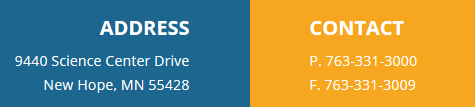 ADDRESS
9440 Science Center Drive
New Hope, MN 55428
CONTACT
P. 763-331-3000
F. 763-331-3009